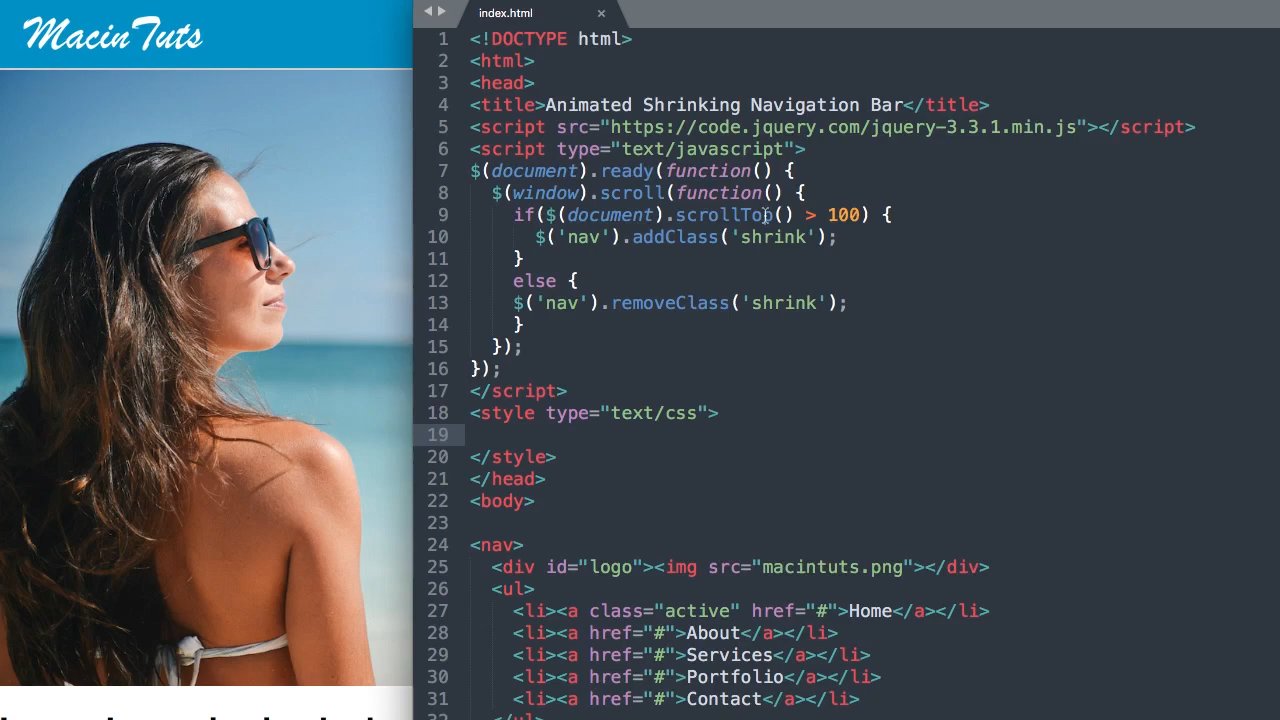 MacinTuts
index.html ×
1 <!DOCTYPE html>
2 <html>
3 <head>
4 <title>Animated Shrinking Navigation Bar</title>
5 <script src="https://code.jquery.com/jquery-3.3.1.min.js"></script>
6 <script type="text/javascript">
7 $(document).ready(function() {
8   $(window).scroll(function() {
9     if($(document).scrollTop() > 100) {
10       $('nav').addClass('shrink');
11     }
12     else {
13     $('nav').removeClass('shrink');
14     }
15   });
16 });
17 </script>
18 <style type="text/css">
19
20 </style>
21 </head>
22 <body>
23
24 <nav>
25   <div id="logo"><img src="macintuts.png"></div>
26   <ul>
27     <li><a class="active" href="#">Home</a></li>
28     <li><a href="#">About</a></li>
29     <li><a href="#">Services</a></li>
30     <li><a href="#">Portfolio</a></li>
31     <li><a href="#">Contact</a></li>